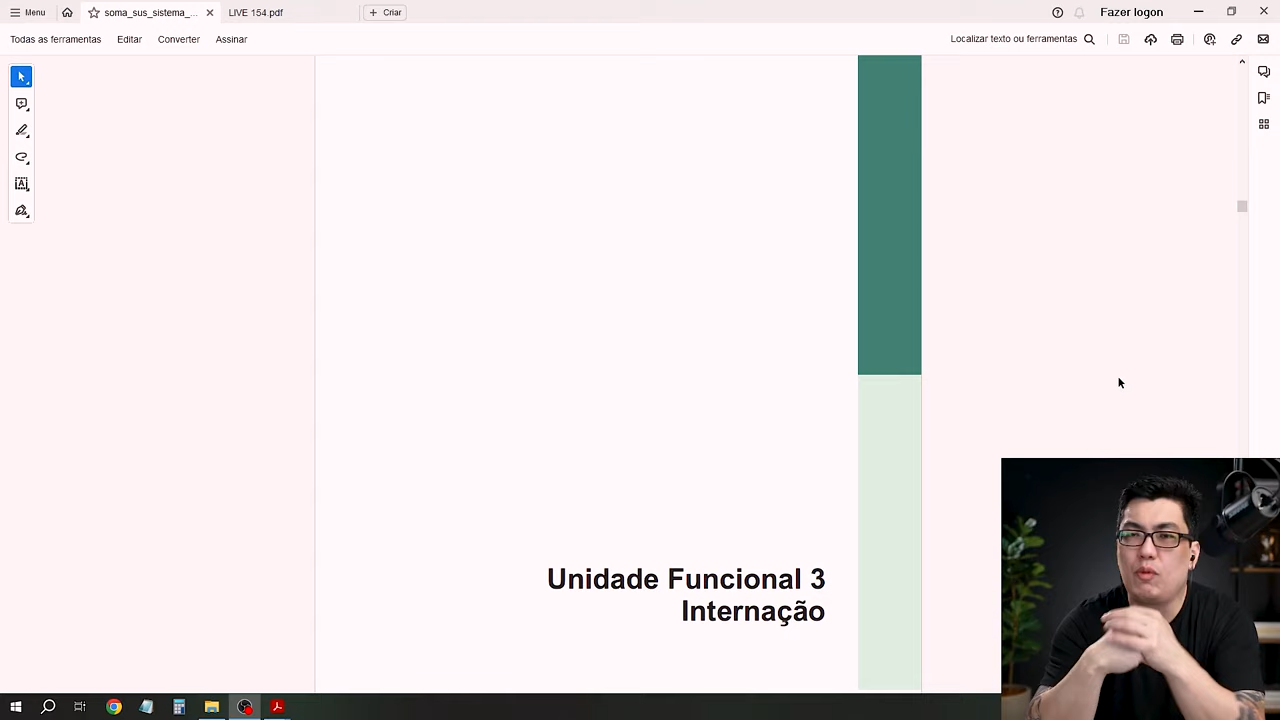 Menu
soma_sus_sistema_...
LIVE 154.pdf
Criar
Fazer logon
Todas as ferramentas
Editar
Converter
Assinar
Localizar texto ou ferramentas
Unidade Funcional 3
Internação